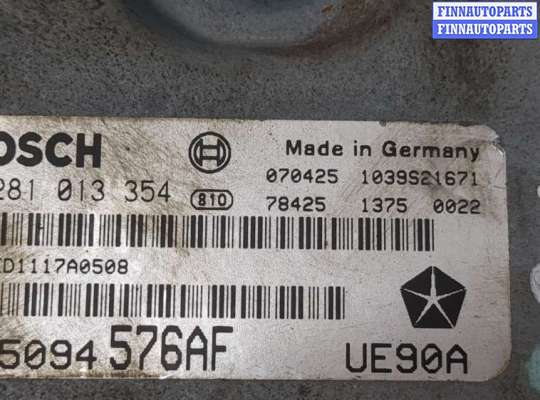 FINNAUTOPARTS
FINNAUTOPARTS
OSCH
Made in Germany
281 013 354
810
070425 1039S21671
78425 1375 0022
D1117A0508
5094 576AF
UE90A